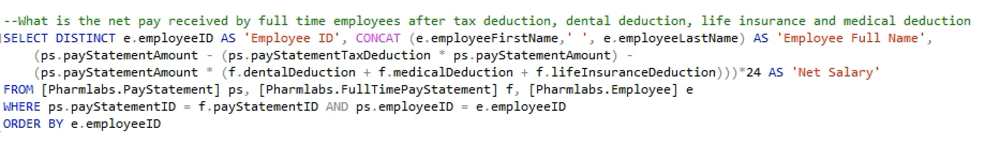 --What is the net pay received by full time employees after tax deduction, dental deduction, life insurance and medical deduction
SELECT DISTINCT e.employeeID AS 'Employee ID', CONCAT (e.employeeFirstName,' ', e.employeeLastName) AS 'Employee Full Name',
    (ps.payStatementAmount - (ps.payStatementTaxDeduction * ps.payStatementAmount) -
    (ps.payStatementAmount * (f.dentalDeduction + f.medicalDeduction + f.lifeInsuranceDeduction)))*24 AS 'Net Salary'
FROM [Pharmlabs.PayStatement] ps, [Pharmlabs.FullTimePayStatement] f, [Pharmlabs.Employee] e
WHERE ps.payStatementID = f.payStatementID AND ps.employeeID = e.employeeID
ORDER BY e.employeeID